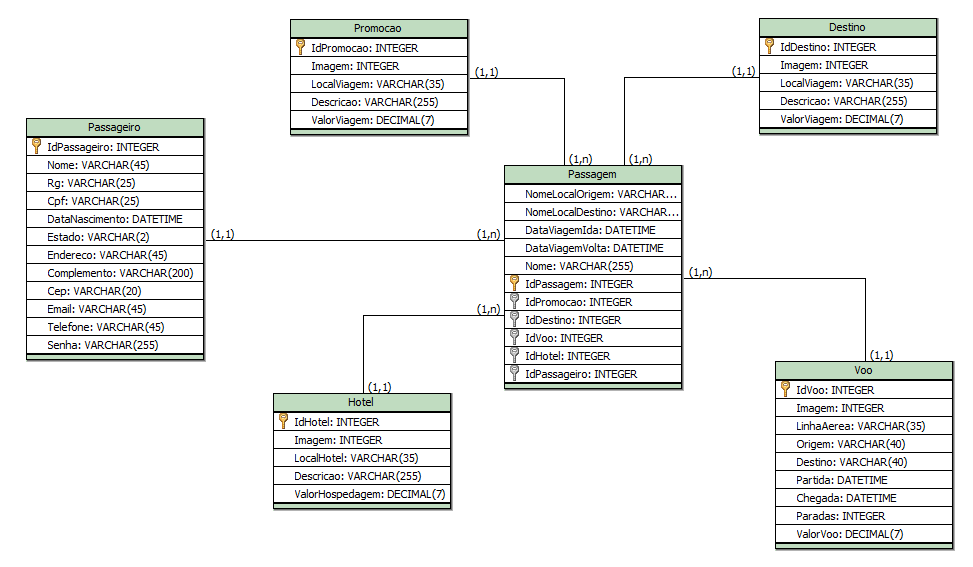 Promocao
IdPromocao: INTEGER
Imagem: INTEGER
LocalViagem: VARCHAR(35)
Descricao: VARCHAR(255)
ValorViagem: DECIMAL(7)
(1,1)
(1,n)
Destino
IdDestino: INTEGER
Imagem: INTEGER
LocalViagem: VARCHAR(35)
Descricao: VARCHAR(255)
ValorViagem: DECIMAL(7)
(1,1)
(1,n)
Passageiro
IdPassageiro: INTEGER
Nome: VARCHAR(45)
Rg: VARCHAR(25)
Cpf: VARCHAR(25)
DataNascimento: DATETIME
Estado: VARCHAR(2)
Endereco: VARCHAR(45)
Complemento: VARCHAR(200)
Cep: VARCHAR(20)
Email: VARCHAR(45)
Telefone: VARCHAR(45)
Senha: VARCHAR(255)
(1,1)
(1,n)
Passagem
NomeLocalOrigem: VARCHAR...
NomeLocalDestino: VARCHAR...
DataViagemIda: DATETIME
DataViagemVolta: DATETIME
Nome: VARCHAR(255)
IdPassagem: INTEGER
IdPromocao: INTEGER
IdDestino: INTEGER
IdVoo: INTEGER
IdHotel: INTEGER
IdPassageiro: INTEGER
(1,n)
(1,1)
(1,n)
(1,1)
Hotel
IdHotel: INTEGER
Imagem: INTEGER
LocalHotel: VARCHAR(35)
Descricao: VARCHAR(255)
ValorHospedagem: DECIMAL(7)
Voo
IdVoo: INTEGER
Imagem: INTEGER
LinhaAerea: VARCHAR(35)
Origem: VARCHAR(40)
Destino: VARCHAR(40)
Partida: DATETIME
Chegada: DATETIME
Paradas: INTEGER
ValorVoo: DECIMAL(7)